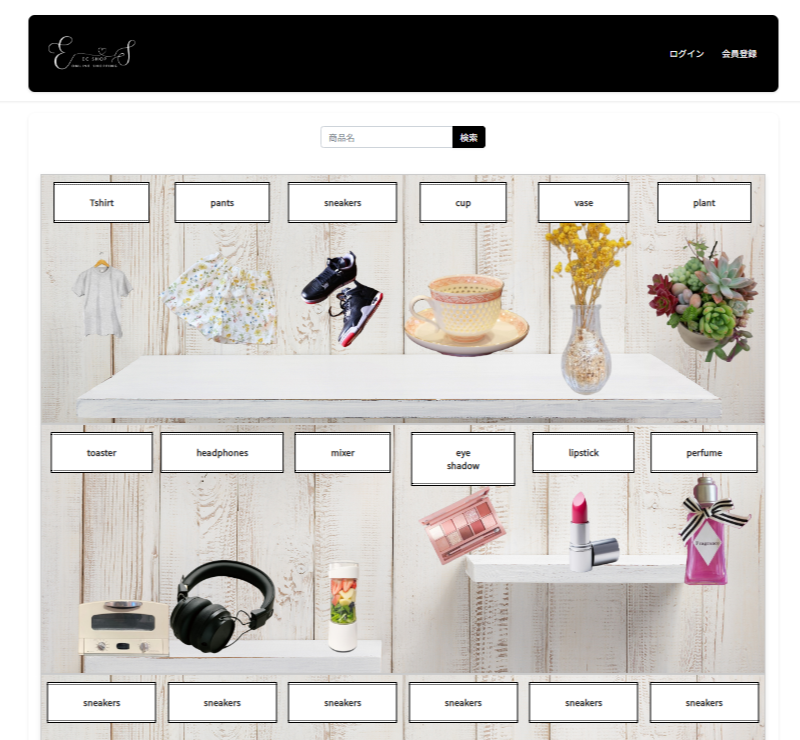 EC SHOP
ログイン 会員登録
商品名 検索
Tshirt pants sneakers cup vase plant
toaster headphones mixer eye shadow lipstick perfume
sneakers sneakers sneakers sneakers sneakers sneakers